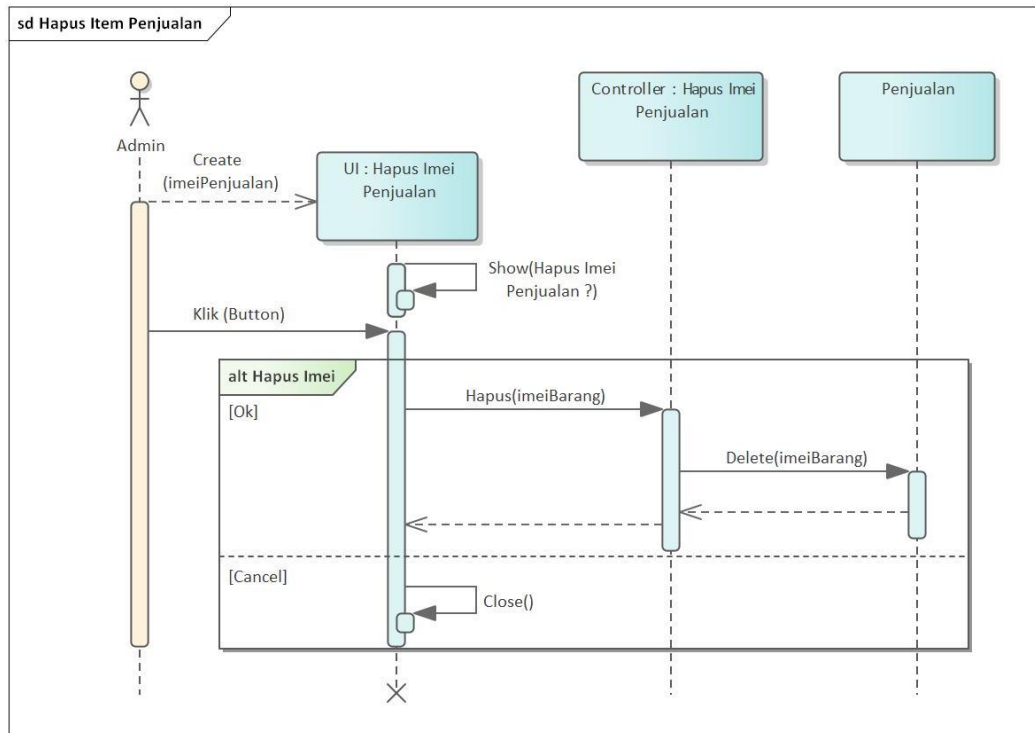 sd Hapus Item Penjualan
Admin
Create
(imeiPenjualan)
UI : Hapus Imei
Penjualan
Controller : Hapus Imei
Penjualan
Penjualan
Show(Hapus Imei
Penjualan ?)
Klik (Button)
alt Hapus Imei
[Ok]
Hapus(imeiBarang)
Delete(imeiBarang)
[Cancel]
Close()